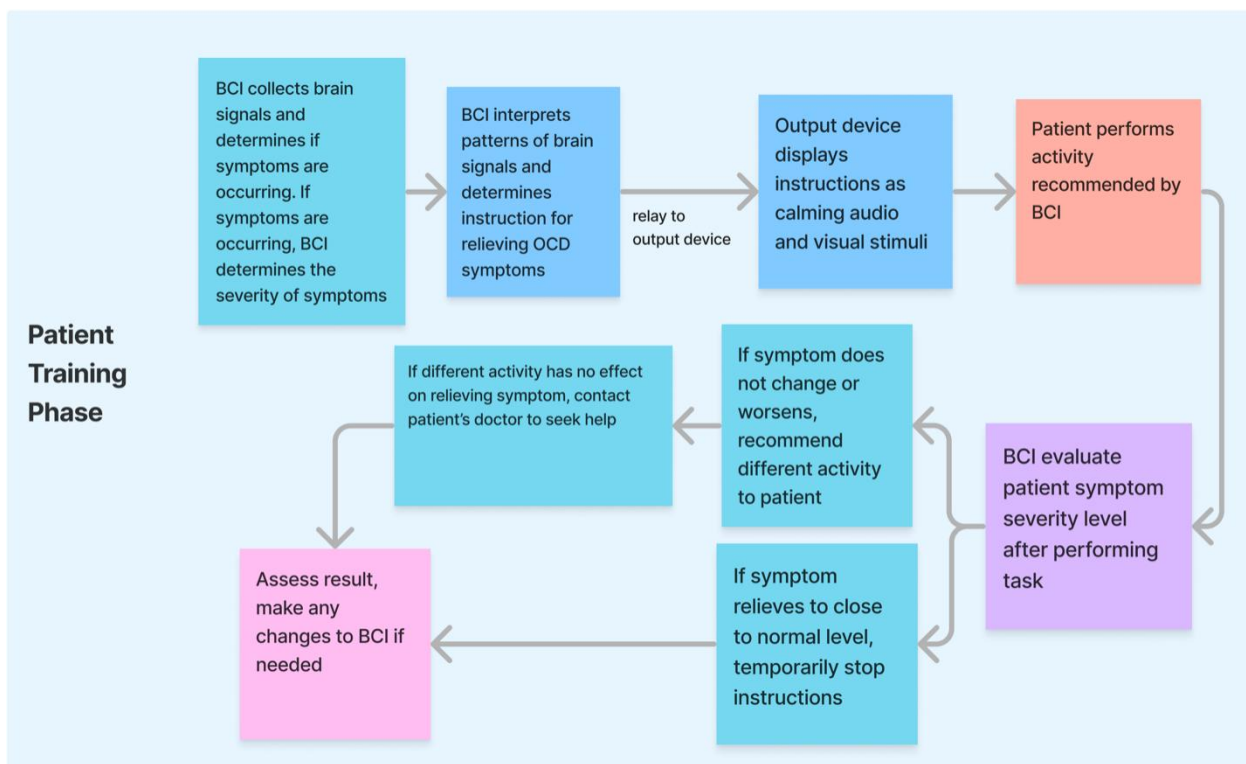 BCI collects brain
signals and
determines if
symptoms are
occurring. If
symptoms are
occurring, BCI
determines the
severity of symptoms
BCI interprets
patterns of brain
signals and
determines
instruction for
relieving OCD
symptoms
relay to
output device
Output device
displays
instructions as
calming audio
and visual stimuli
Patient performs
activity
recommended by
BCI
Patient
Training
Phase
BCI evaluate
patient symptom
severity level
after performing
task
If symptom does
not change or
worsens,
recommend
different activity
to patient
If different activity has no effect
on relieving symptom, contact
patient's doctor to seek help
If symptom
relieves to close
to normal level,
temporarily stop
instructions
Assess result,
make any
changes to BCI if
needed